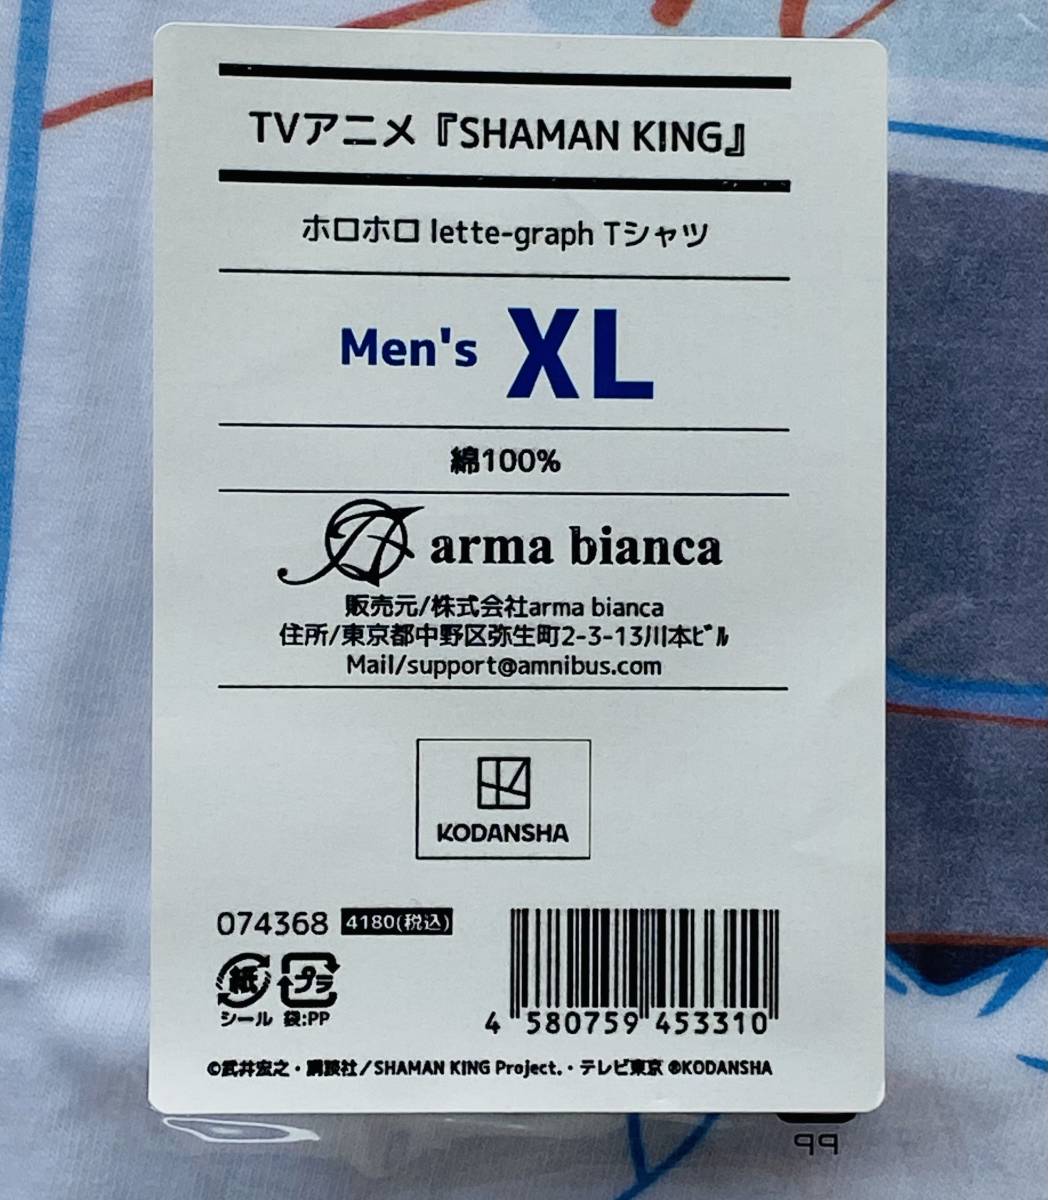 TVアニメ『SHAMAN KING』
ホロホロ lette-graph Tシャツ
Men's XL
綿100%
arma bianca
販売元/株式会社arma bianca
住所/東京都中野区弥生町2-3-13川本ﾋﾞﾙ
Mail/support@amnibus.com
KODANSHA
074368 4180(税込)
紙 プラ
シール 袋:PP
4 580759 453310
©武井宏之・講談社/SHAMAN KING Project.・テレビ東京 ®KODANSHA